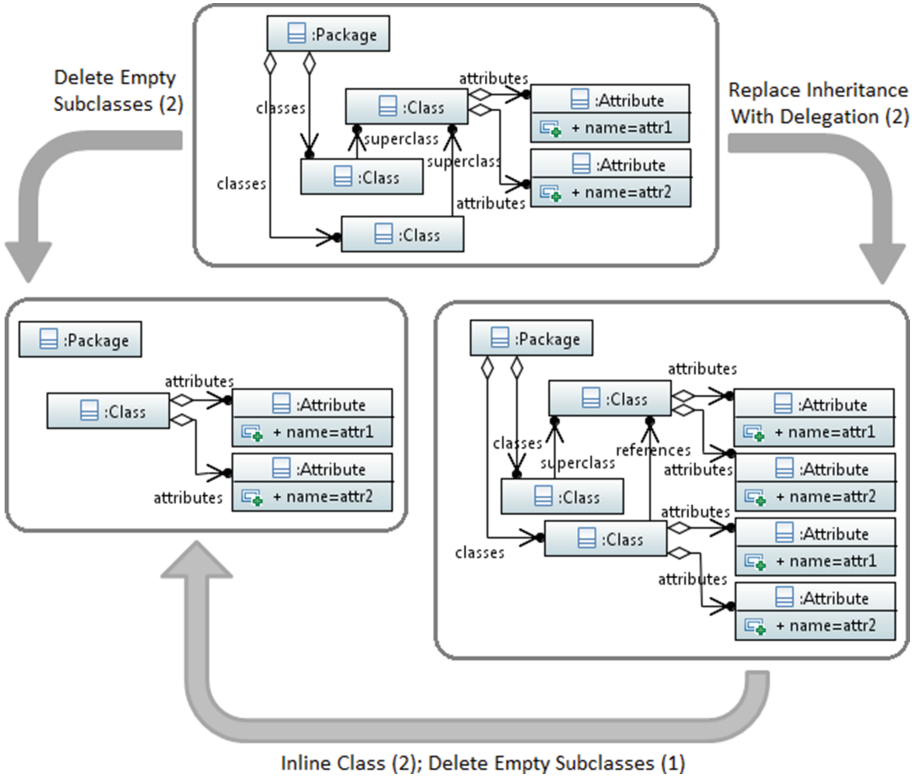 Delete Empty
Subclasses (2)
:Package
classes
classes
:Class
attributes
:Attribute
+ name=attr1
superclass
superclass
:Class
:Attribute
+ name=attr2
attributes
:Class
Replace Inheritance
With Delegation (2)
:Package
:Class
attributes
:Attribute
+ name=attr1
:Attribute
+ name=attr2
attributes
:Package
attributes
:Class
:Attribute
+ name=attr1
classes
references
superclass
attributes
:Attribute
+ name=attr2
:Class
attributes
:Attribute
+ name=attr1
classes
:Class
attributes
:Attribute
+ name=attr2
Inline Class (2); Delete Empty Subclasses (1)